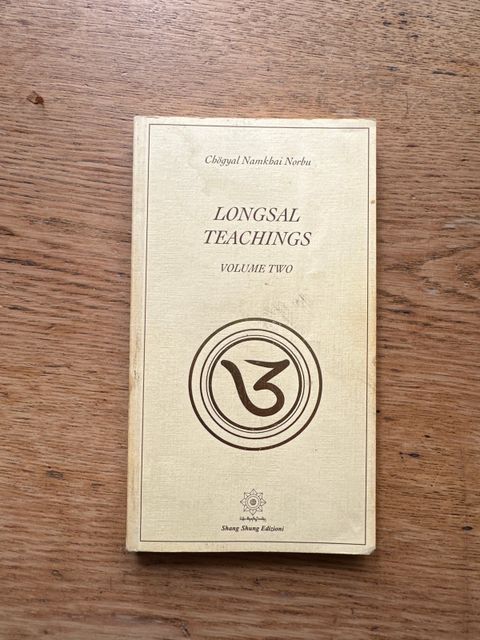 Chögyal Namkhai Norbu
LONGSAL
TEACHINGS
VOLUME TWO
Shang Shung Edizioni